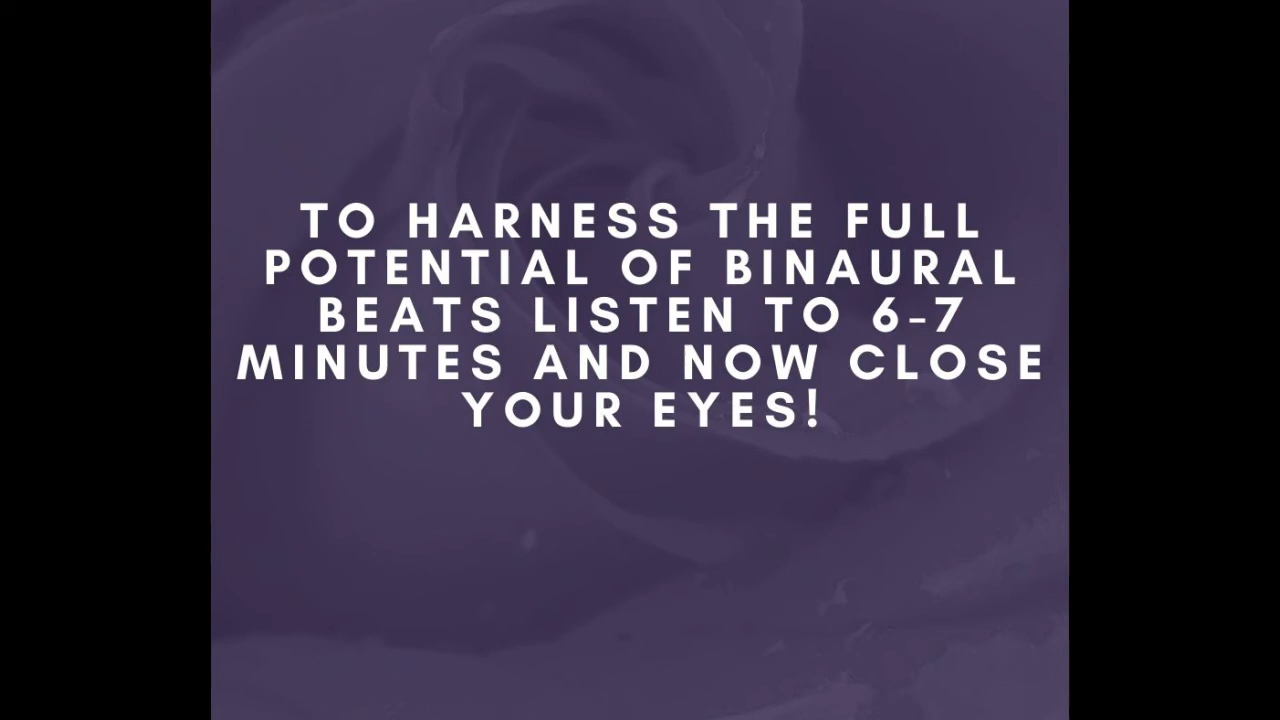 TO HARNESS THE FULL
POTENTIAL OF BINAURAL
BEATS LISTEN TO 6-7
MINUTES AND NOW CLOSE
YOUR EYES!